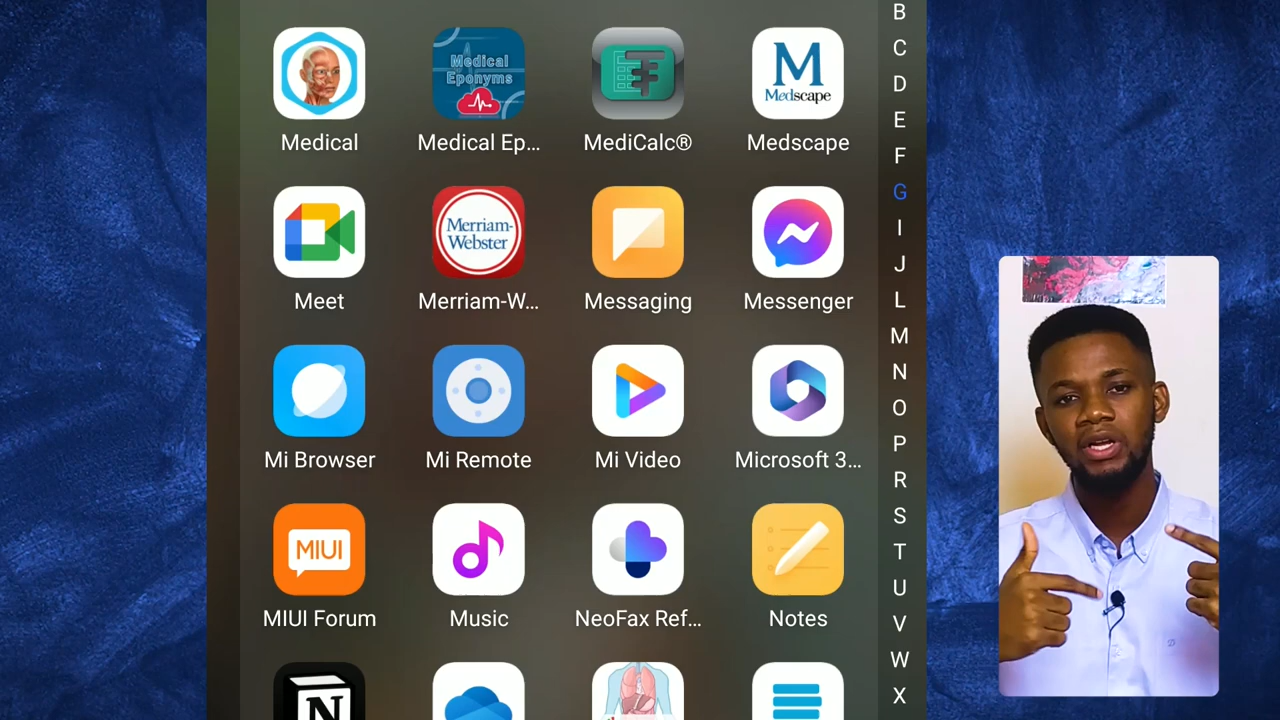 Medical
Eponyms
M
Medscape
Medical
Medical Ep...
MediCalc®
Medscape
Merriam-
Webster
Meet
Merriam-W...
Messaging
Messenger
Mi Browser
Mi Remote
Mi Video
Microsoft 3...
MIUI
MIUI Forum
Music
NeoFax Ref...
Notes
N
B
C
D
E
F
G
I
J
L
M
N
O
P
R
S
T
U
V
W
X